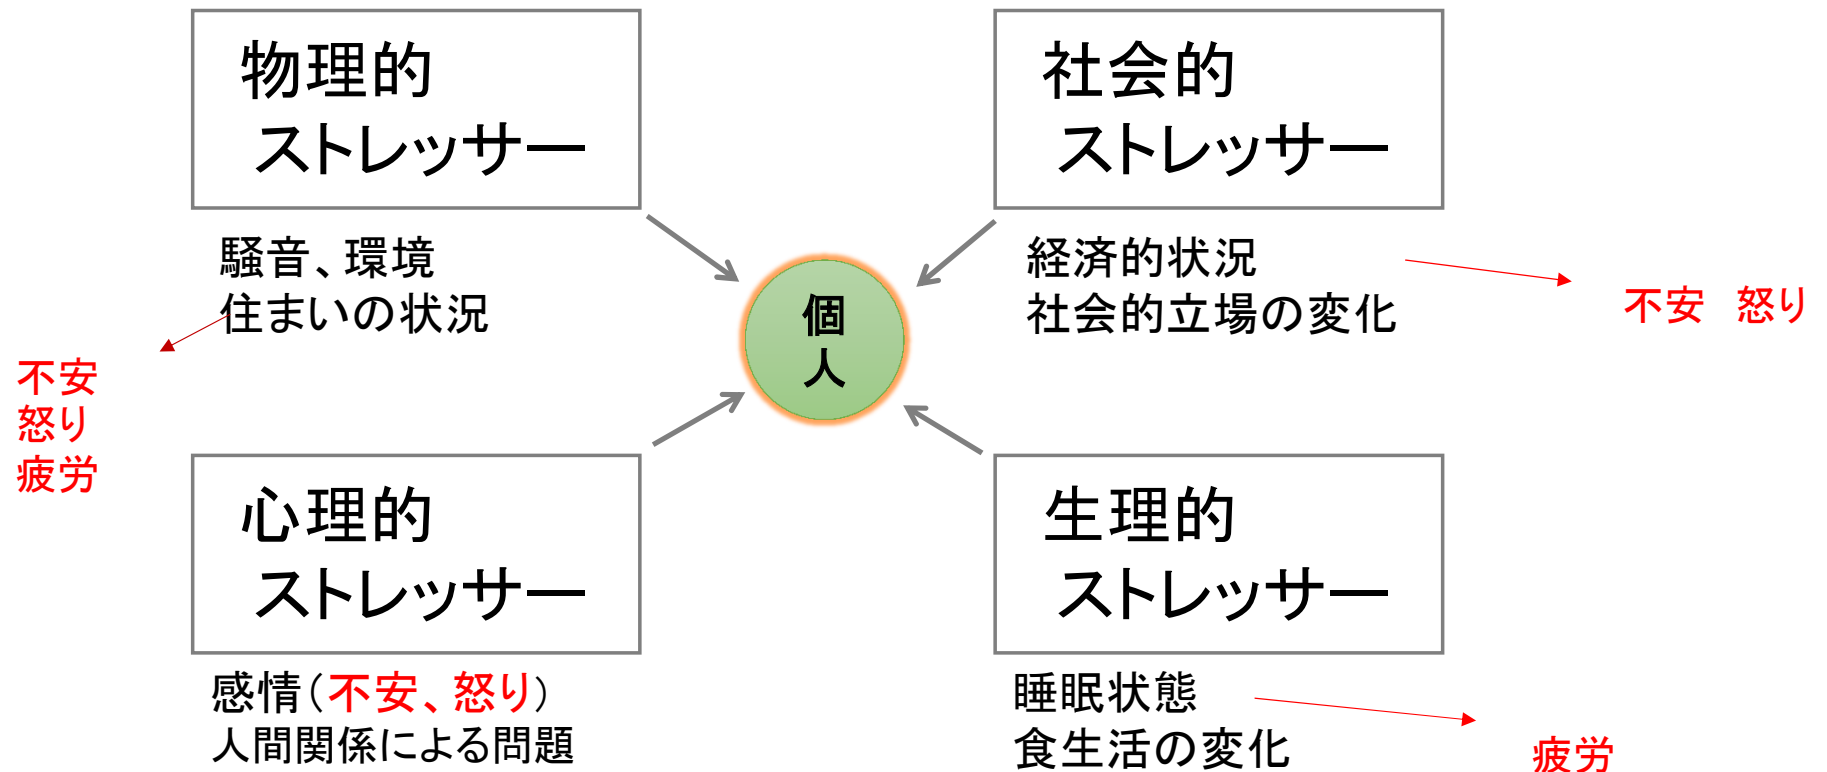 物理的
ストレッサー
騒音、環境
住まいの状況
不安
怒り
疲労
社会的
ストレッサー
経済的状況
社会的立場の変化
不安　怒り
個
人
心理的
ストレッサー
感情（不安、怒り）
人間関係による問題
生理的
ストレッサー
睡眠状態
食生活の変化
疲労